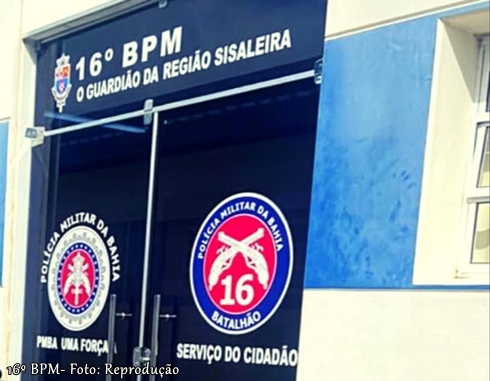 16º BPM
O GUARDIÃO DA REGIÃO SISALEIRA
POLÍCIA MILITAR DA BAHIA
PMBA UMA FORÇA
POLÍCIA MILITAR DA BAHIA
16
BATALHÃO
SERVIÇO DO CIDADÃO
16º BPM- Foto: Reprodução